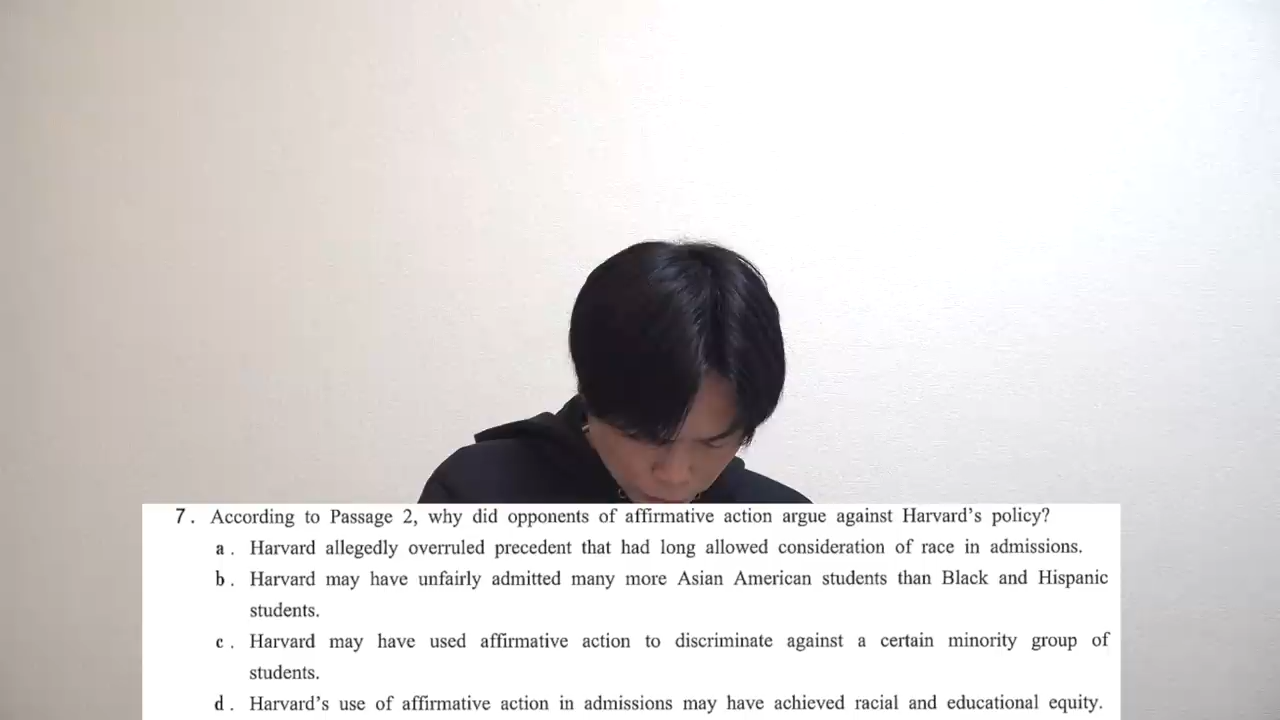 7. According to Passage 2, why did opponents of affirmative action argue against Harvard's policy?
a. Harvard allegedly overruled precedent that had long allowed consideration of race in admissions.
b. Harvard may have unfairly admitted many more Asian American students than Black and Hispanic
students.
c. Harvard may have used affirmative action to discriminate against a certain minority group of
students.
d. Harvard's use of affirmative action in admissions may have achieved racial and educational equity.